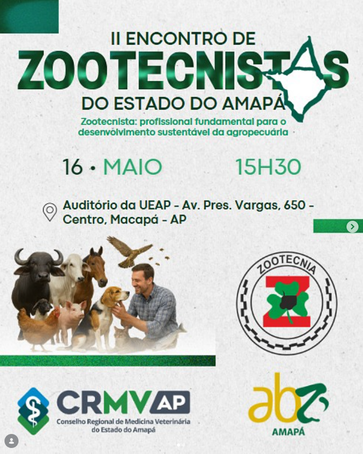 II ENCONTRO DE
ZOOTECNISTAS
DO ESTADO DO AMAPÁ
Zootecnista: profissional fundamental para o
desenvolvimento sustentável da agropecuária
16 • MAIO 15H30
Auditório da UEAP - Av. Pres. Vargas, 650 -
Centro, Macapá - AP
ZOOTECNIA
Z
CRMV AP
Conselho Regional de Medicina Veterinária
do Estado do Amapá
abz
AMAPÁ